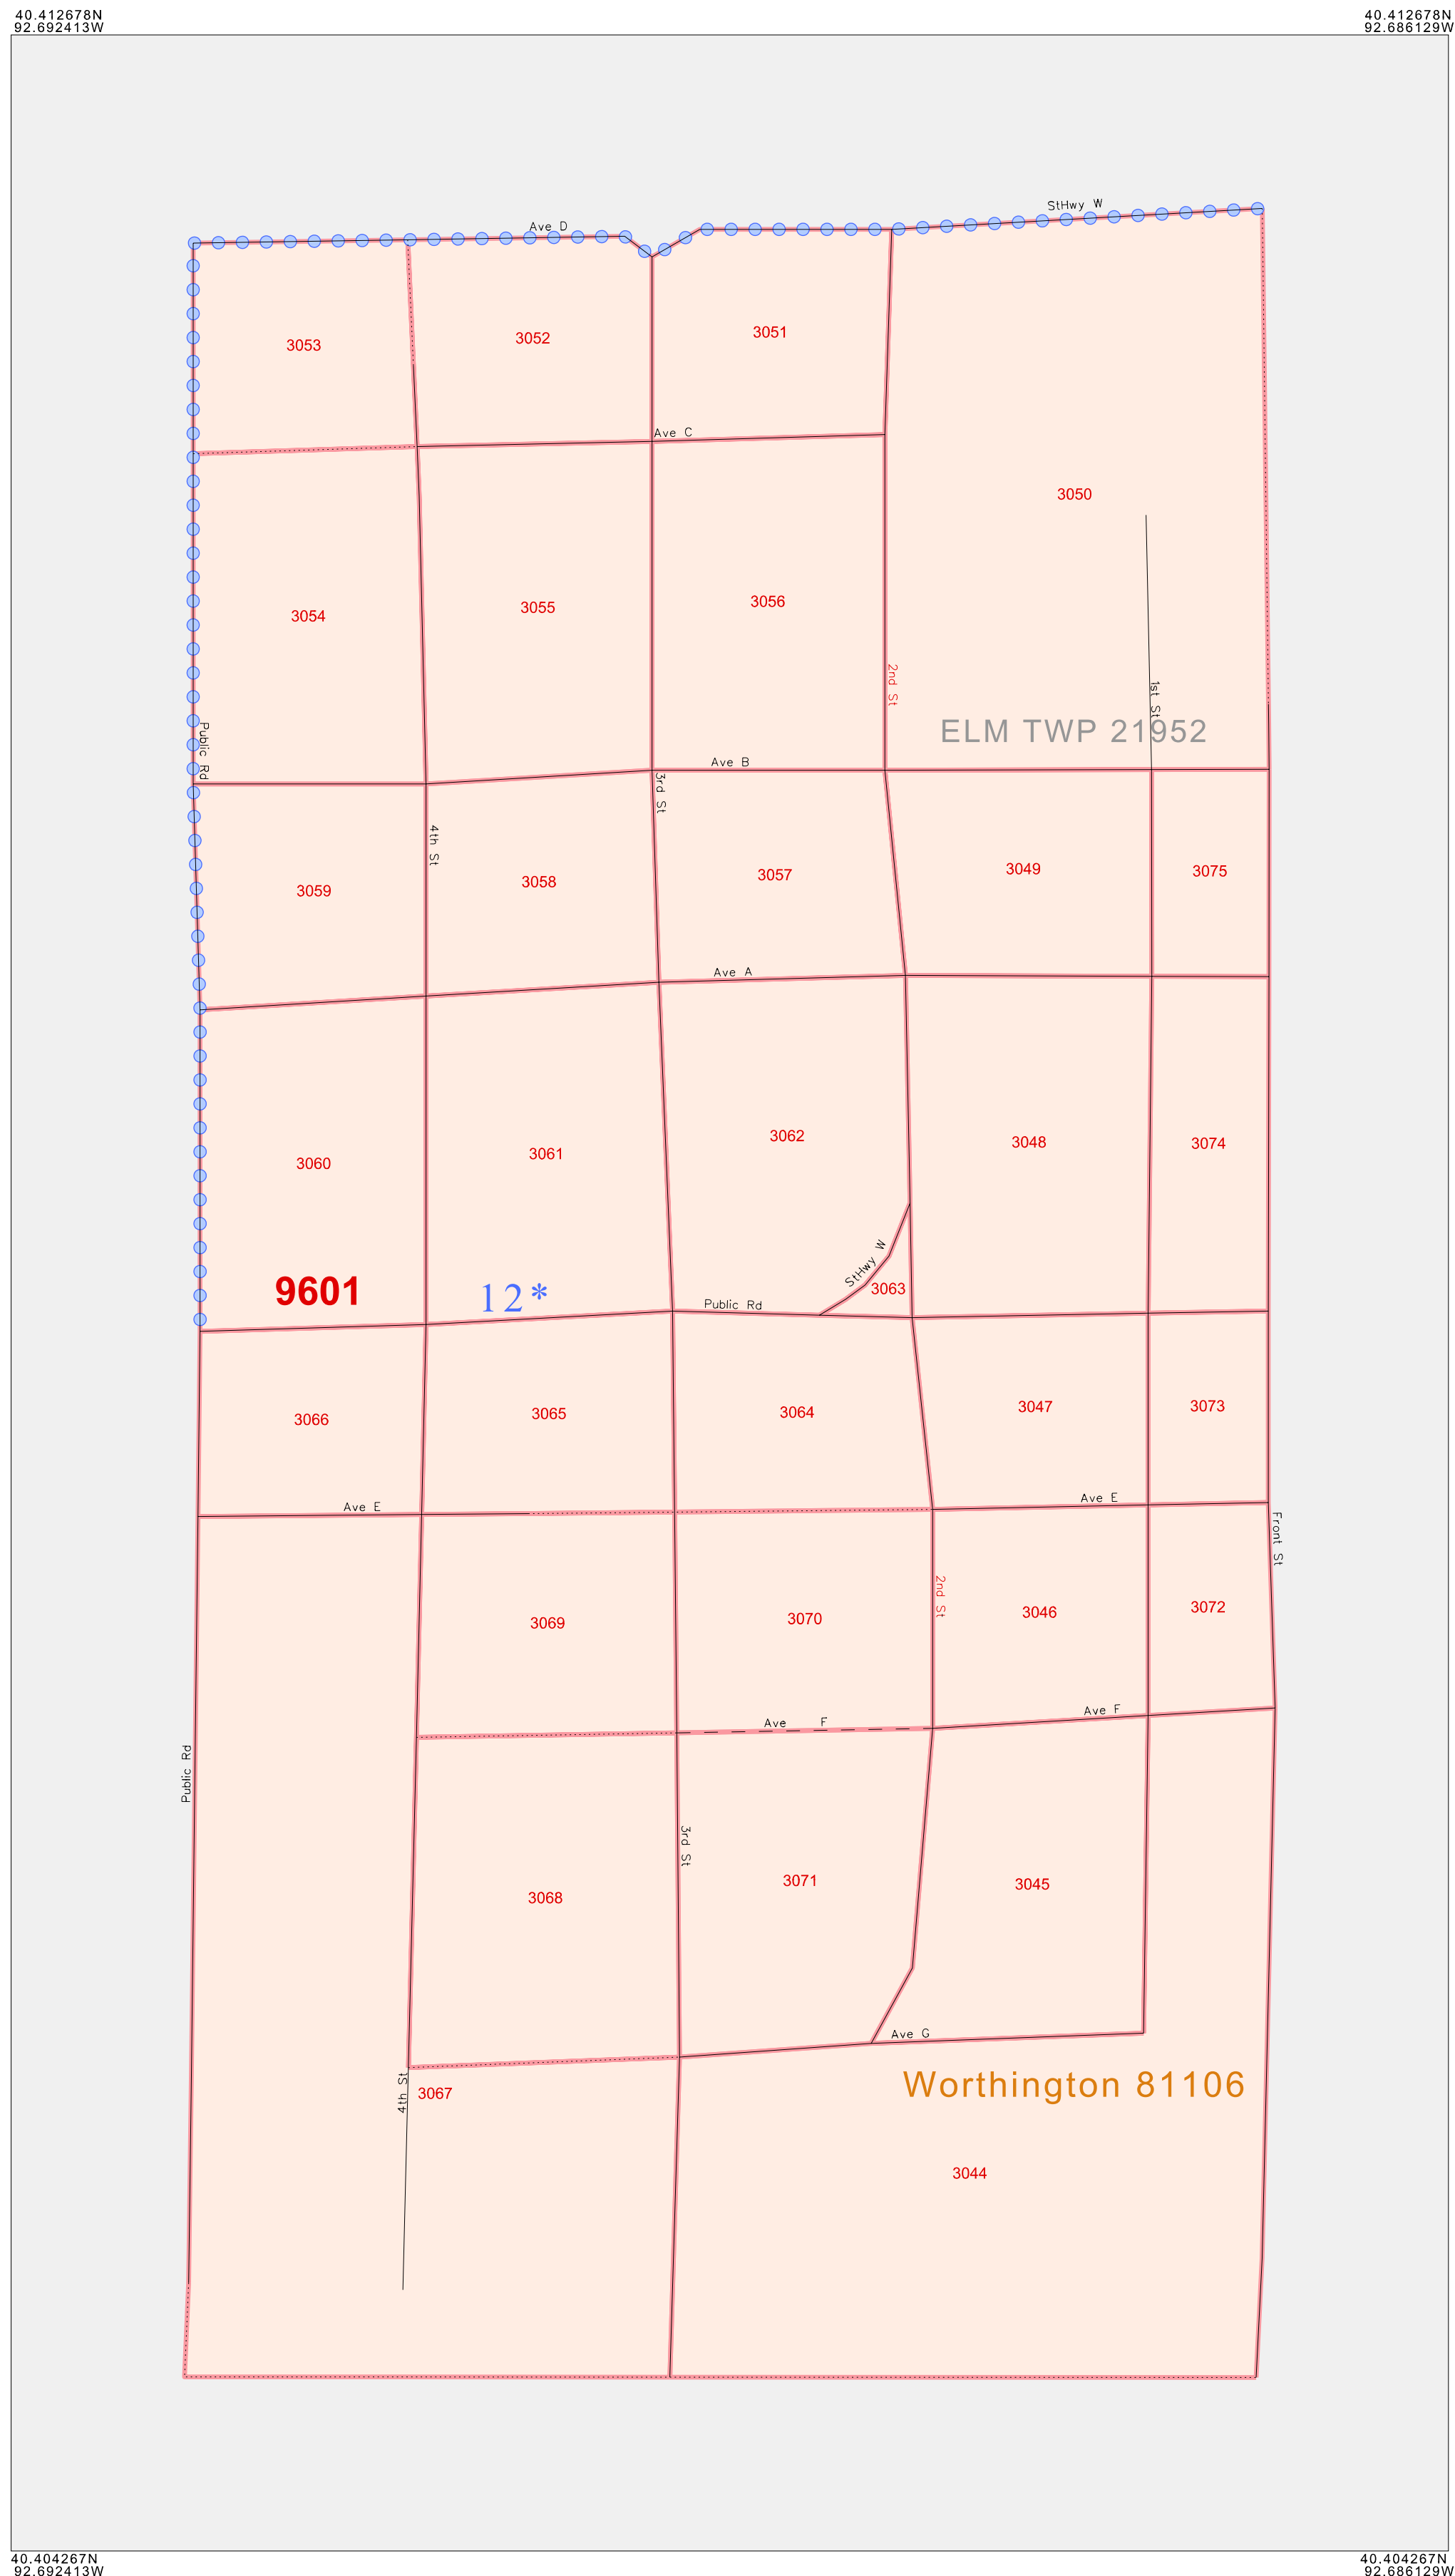 40.412678N
92.692413W
40.412678N
92.686129W
StHwy W
Ave D
3053
3052
3051
Ave C
3050
3054
3055
3056
2nd St
1st St
ELM TWP 21952
Public Rd
Ave B
3rd St
4th St
3059
3058
3057
3049
3075
Ave A
3060
3061
3062
3048
3074
StHwy W
3063
9601
12*
Public Rd
3066
3065
3064
3047
3073
Ave E
Ave E
Front St
2nd St
3069
3070
3046
3072
Ave F
Ave F
Public Rd
3rd St
3068
3071
3045
Ave G
4th St
3067
Worthington 81106
3044
40.404267N
92.692413W
40.404267N
92.686129W